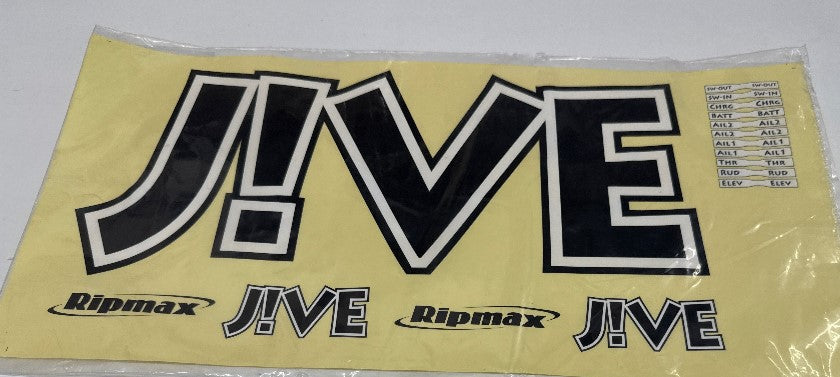 J!VE
SW-OUT SW-OUT
SW-IN SW-IN
CHRG CHRG
BATT BATT
AIL2 AIL2
AIL2 AIL2
AIL1 AIL1
AIL1 AIL1
THR THR
RUD RUD
ELEV ELEV
Ripmax J!VE Ripmax J!VE